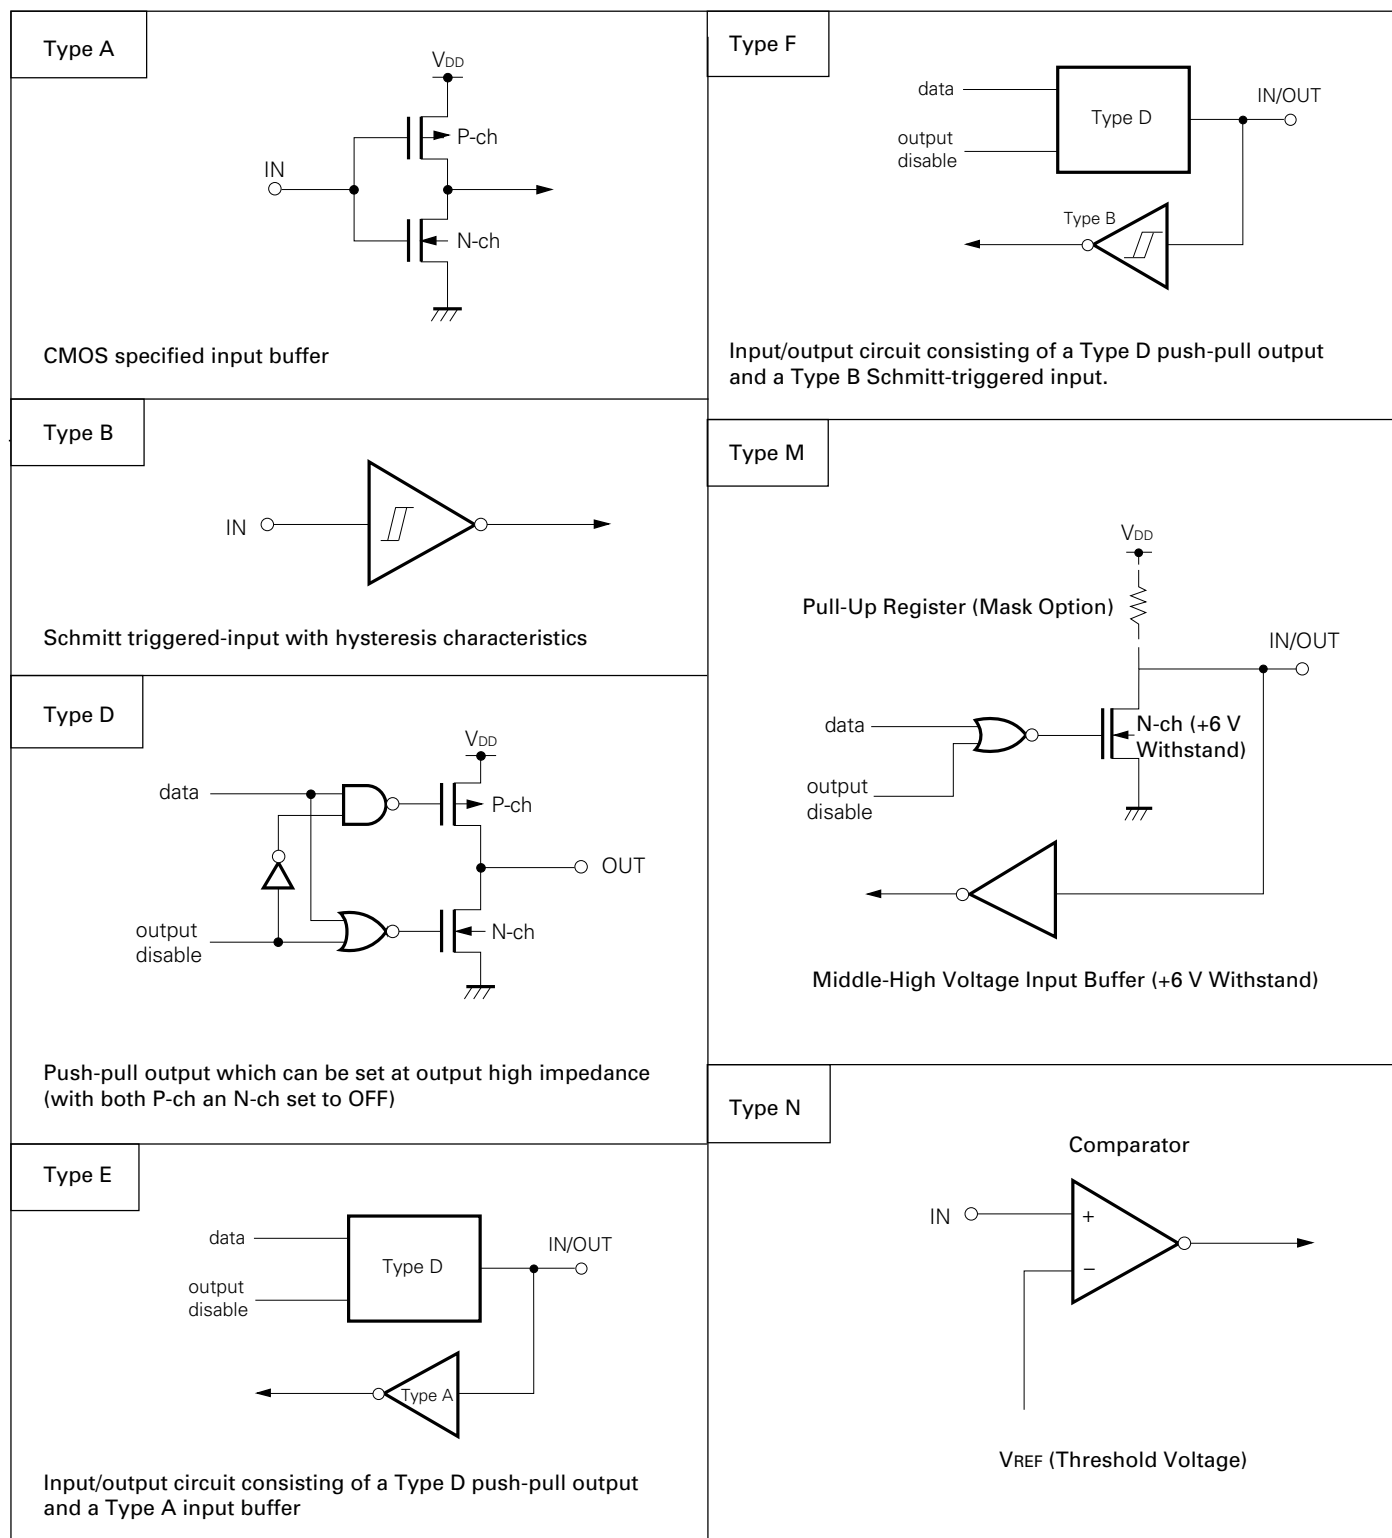 Type A
VDD
P-ch
IN
N-ch
CMOS specified input buffer
Type B
IN
Schmitt triggered-input with hysteresis characteristics
Type D
VDD
data
P-ch
OUT
output
disable
N-ch
Push-pull output which can be set at output high impedance
(with both P-ch an N-ch set to OFF)
Type E
data
IN/OUT
Type D
output
disable
Type A
Input/output circuit consisting of a Type D push-pull output
and a Type A input buffer
Type F
data
IN/OUT
Type D
output
disable
Type B
Input/output circuit consisting of a Type D push-pull output
and a Type B Schmitt-triggered input.
Type M
VDD
Pull-Up Register (Mask Option)
IN/OUT
data
N-ch (+6 V
Withstand)
output
disable
Middle-High Voltage Input Buffer (+6 V Withstand)
Type N
Comparator
IN
+
−
VREF (Threshold Voltage)